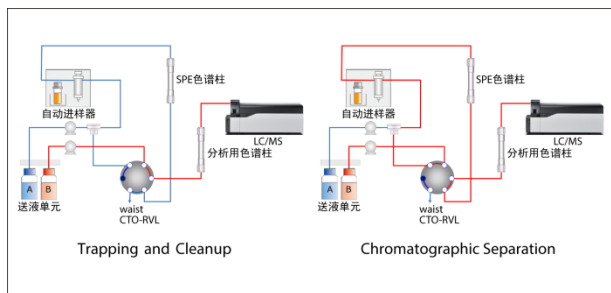 SPE色谱柱
自动进样器
LC/MS
分析用色谱柱
A
B
送液单元
waist
CTO-RVL
Trapping and Cleanup
SPE色谱柱
自动进样器
LC/MS
分析用色谱柱
A
B
送液单元
waist
CTO-RVL
Chromatographic Separation